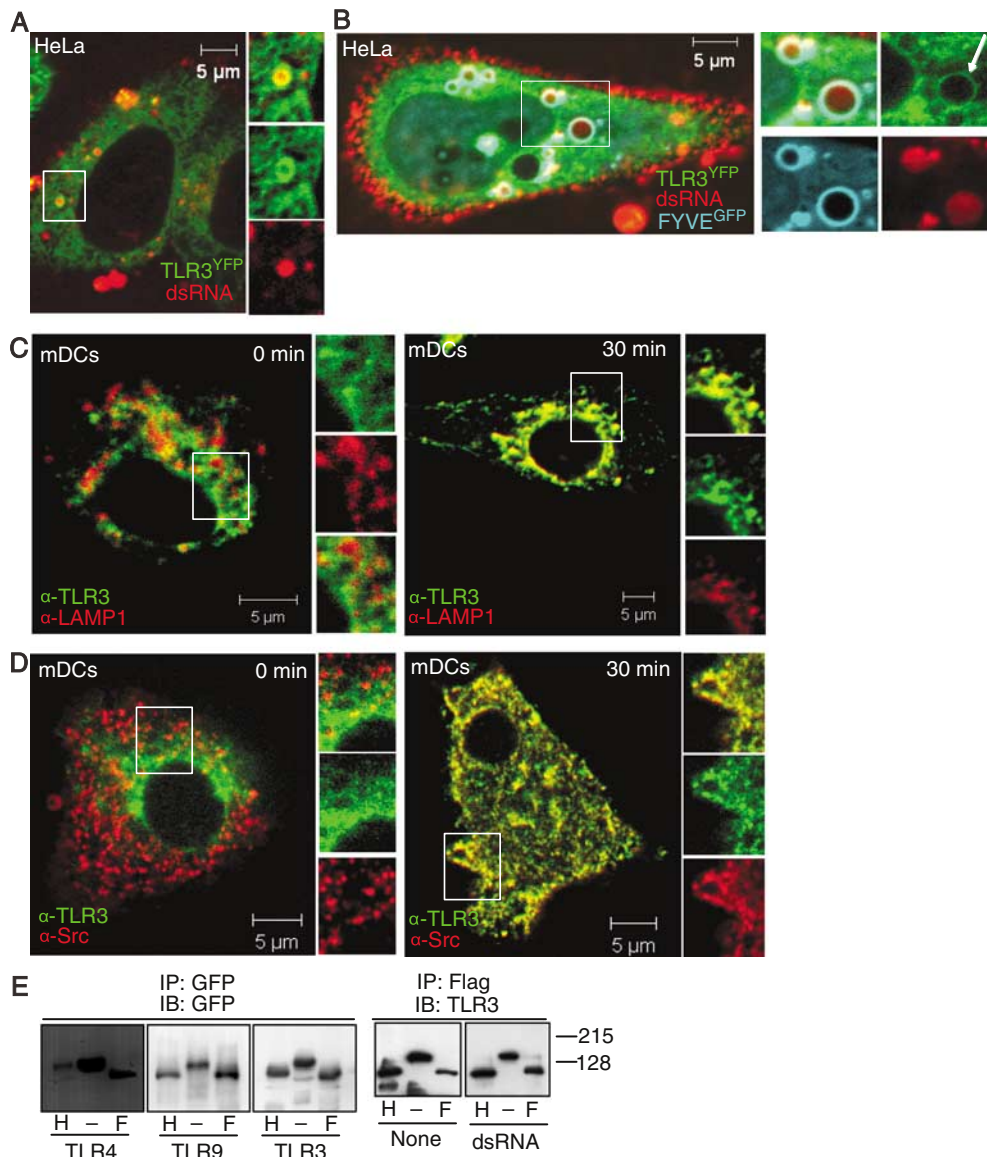 A
HeLa
5 μm
TLR3YFP
dsRNA
B
HeLa
5 μm
TLR3YFP
dsRNA
FYVEGFP
C
mDCs
0 min
α-TLR3
α-LAMP1
5 μm
mDCs
30 min
α-TLR3
α-LAMP1
5 μm
D
mDCs
0 min
α-TLR3
α-Src
5 μm
mDCs
30 min
α-TLR3
α-Src
5 μm
E
IP: GFP
IB: GFP
IP: Flag
IB: TLR3
215
128
H – F
H – F
H – F
H – F
H – F
TLR4
TLR9
TLR3
None
dsRNA